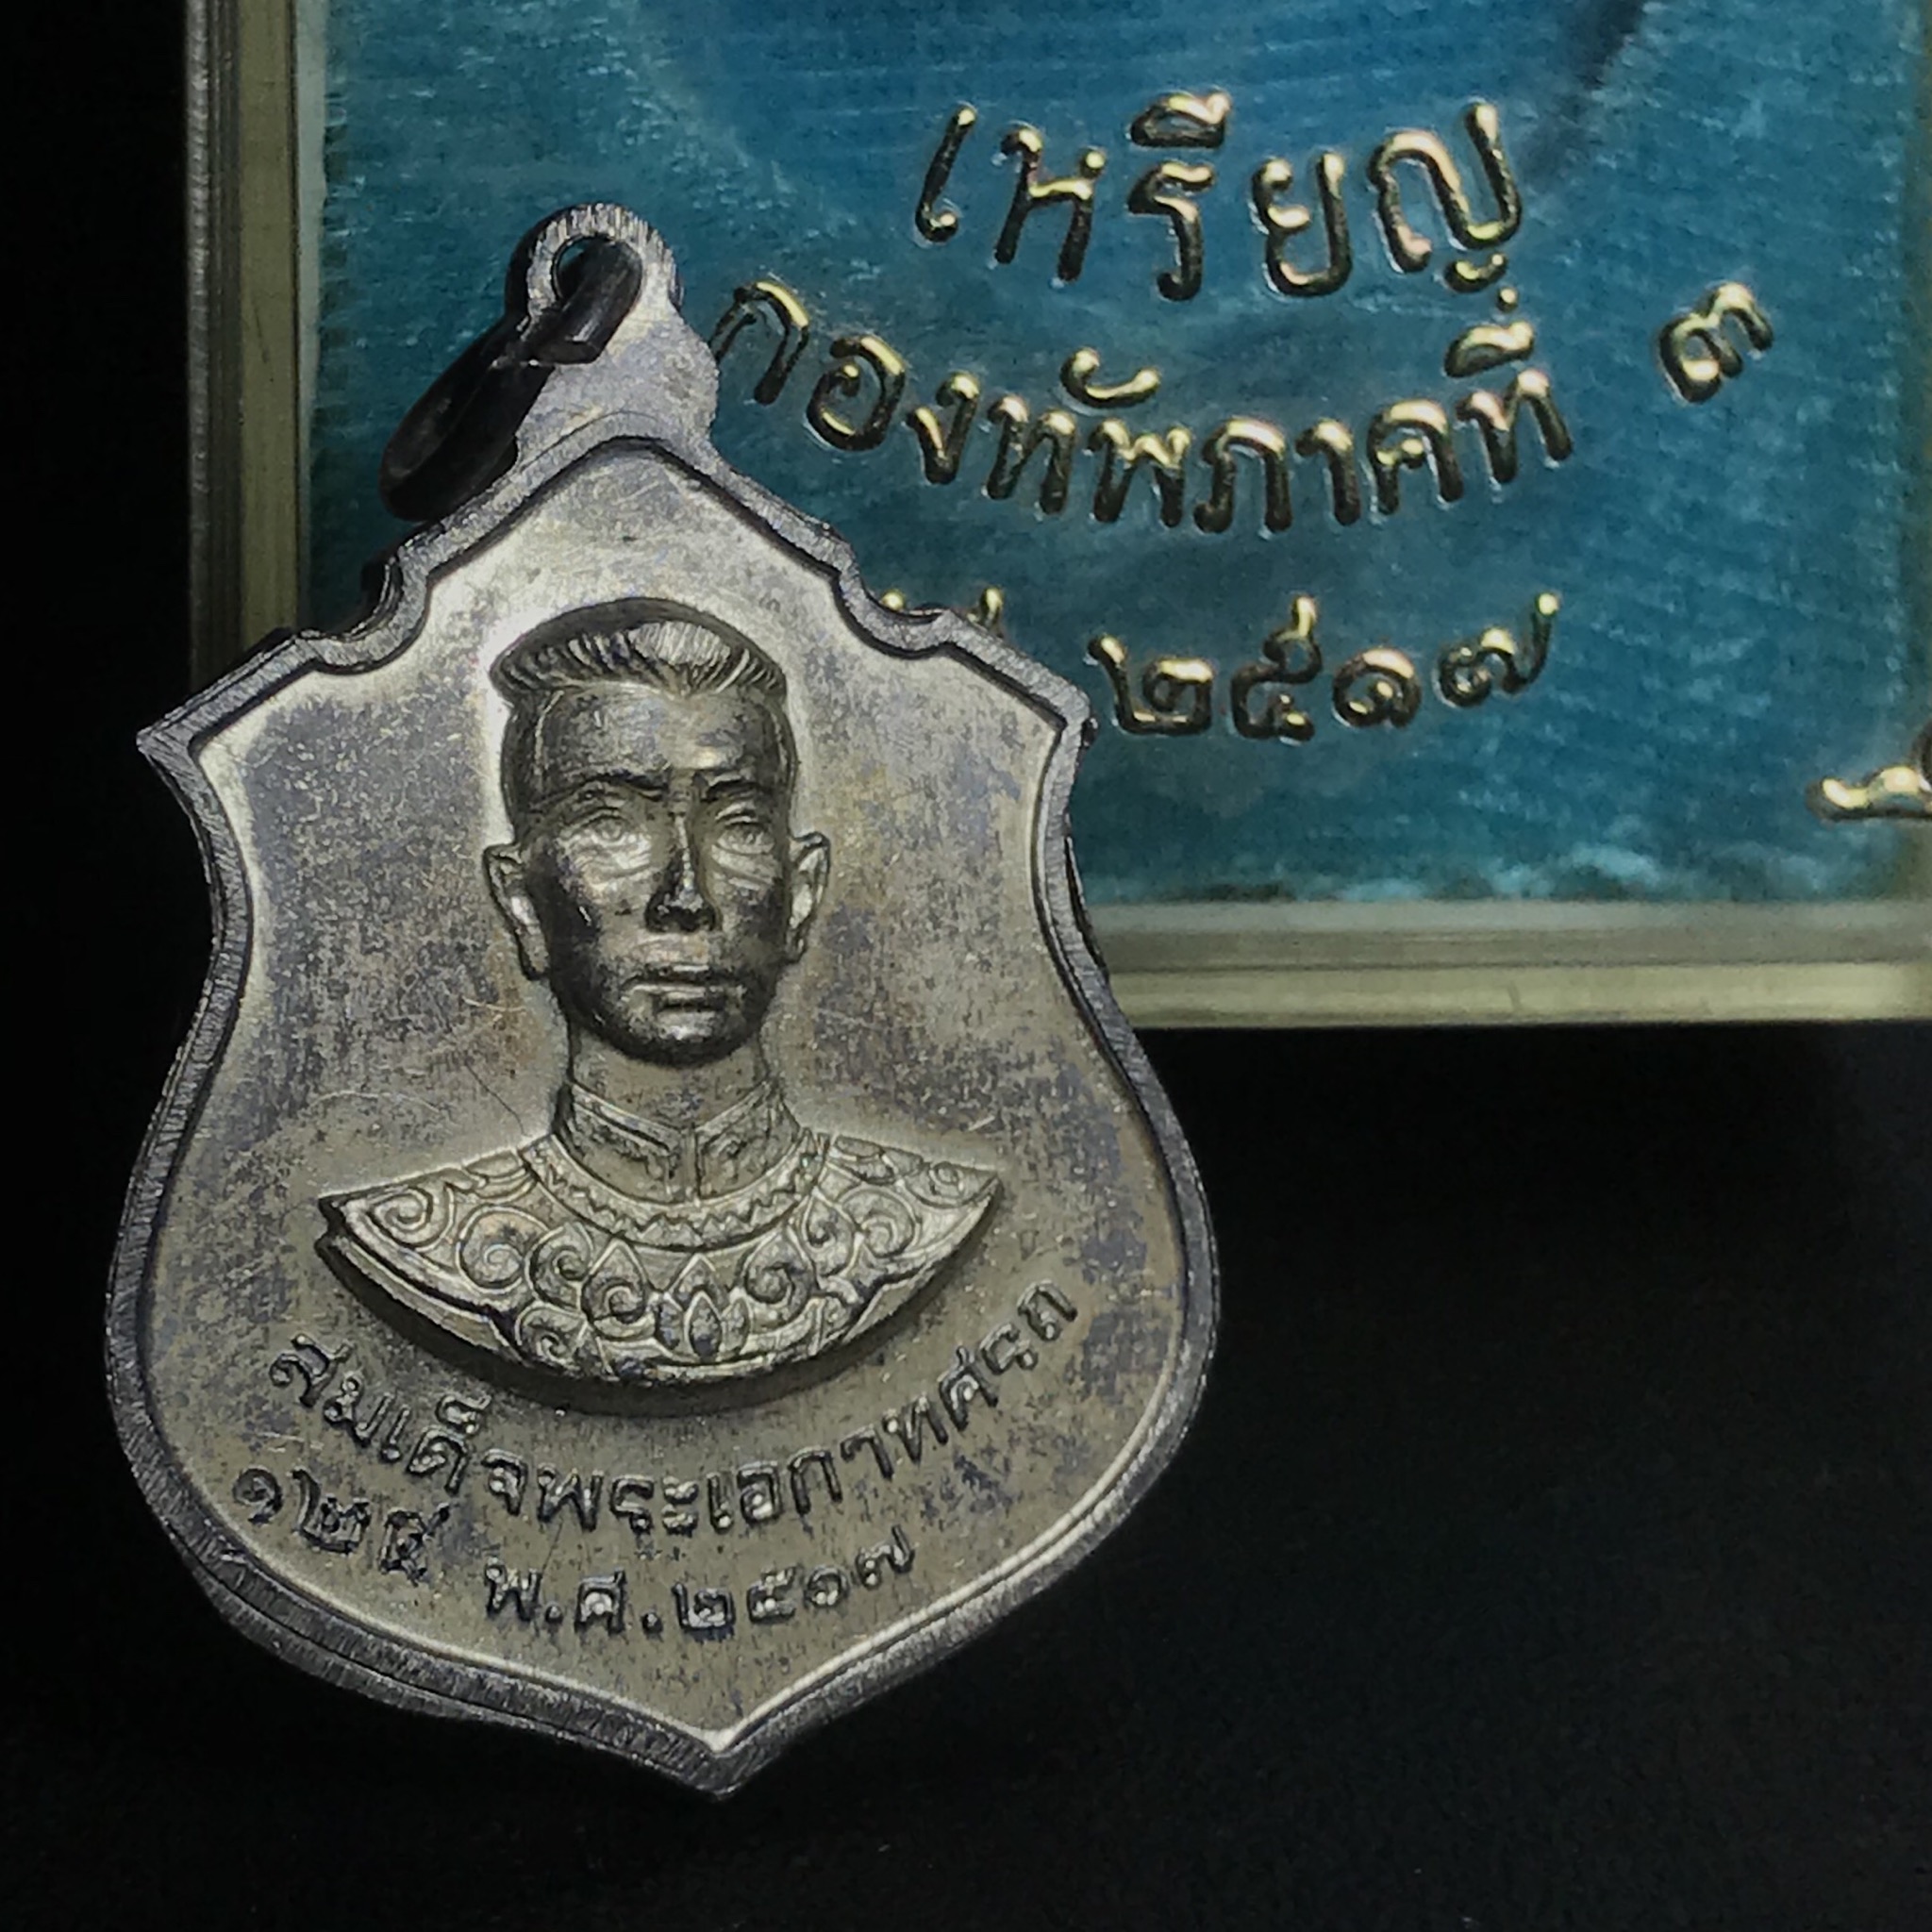 เหรียญ
กองทัพภาคที่ ๓
๒๕๑๗
สมเด็จพระเอกาทศรถ
๑๒๕
พ.ศ.๒๕๑๗